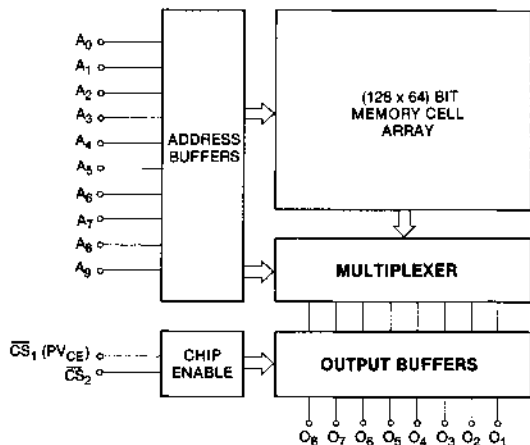 A0
A1
A2
A3
A4
A5
A6
A7
A8
A9
ADDRESS
BUFFERS
(128 x 64) BIT
MEMORY CELL
ARRAY
MULTIPLEXER
CS1 (PVCE)
CS2
CHIP
ENABLE
OUTPUT BUFFERS
O8 O7 O6 O5 O4 O3 O2 O1